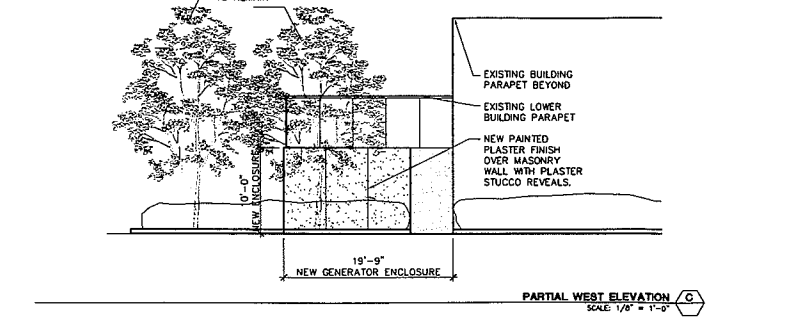 EXISTING BUILDING
PARAPET BEYOND
EXISTING LOWER
BUILDING PARAPET
NEW PAINTED
PLASTER FINISH
OVER MASONRY
WALL WITH PLASTER
STUCCO REVEALS.
0'-0"
NEW ENCLOSURE
19'-9"
NEW GENERATOR ENCLOSURE
PARTIAL WEST ELEVATION
C
SCALE: 1/8" = 1'-0"